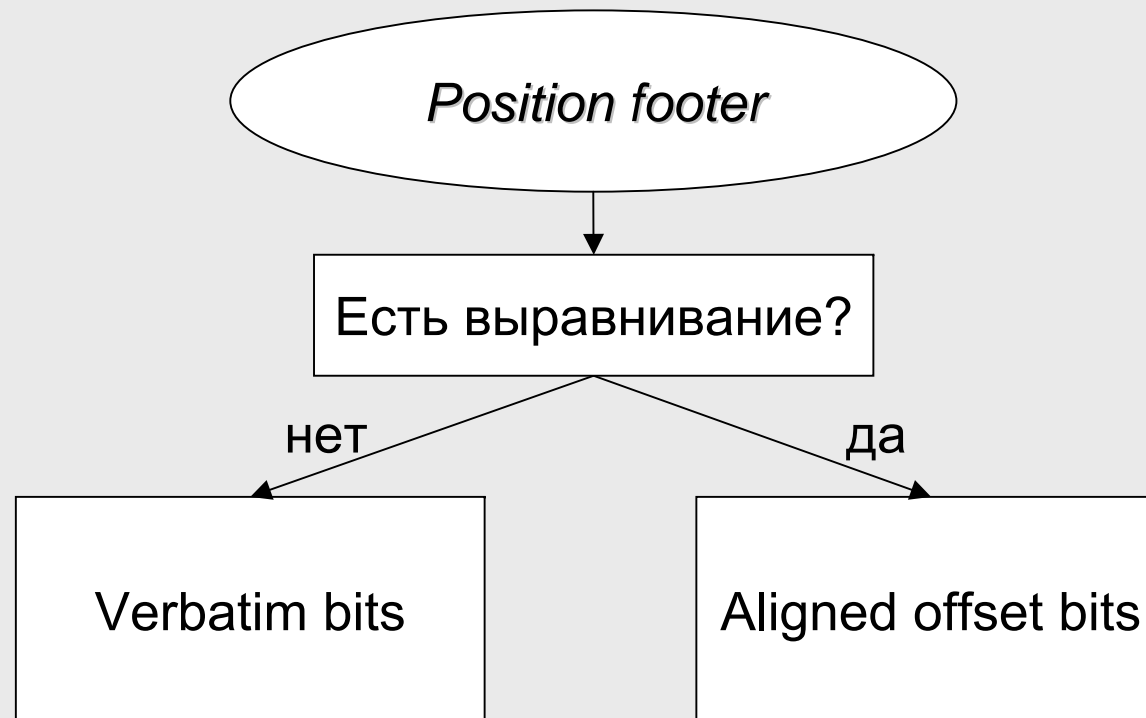 Position footer
Есть выравнивание?
нет
да
Verbatim bits
Aligned offset bits